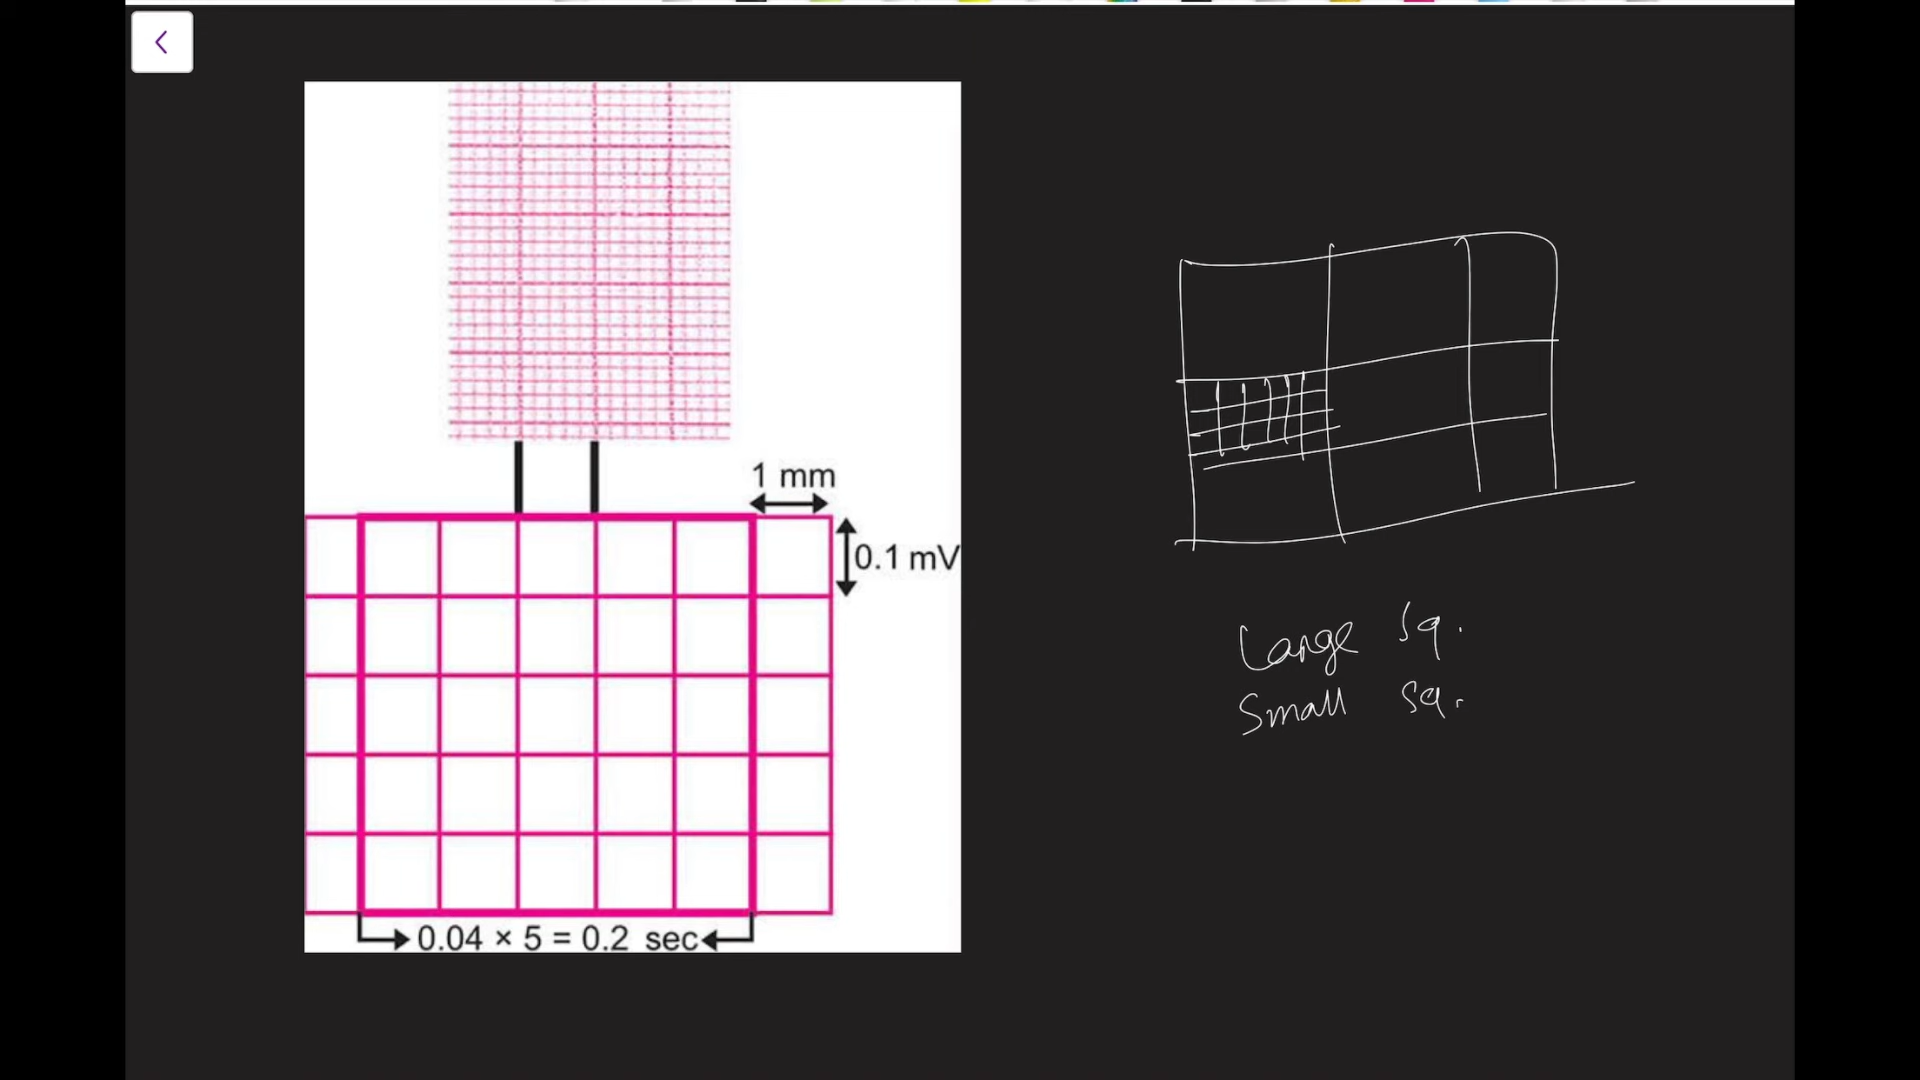 1 mm
0.1 mV
0.04 × 5 = 0.2 sec
Large Sq.
Small Sq.